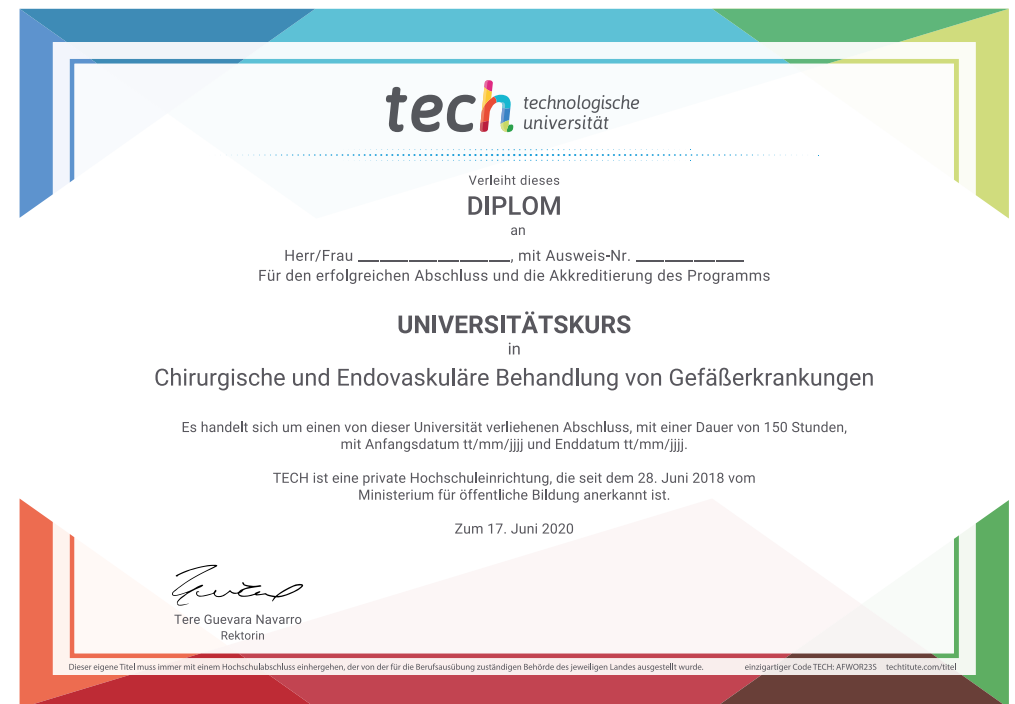 tech technologische
universität
Verleiht dieses
DIPLOM
an
Herr/Frau ________________, mit Ausweis-Nr. ___________
Für den erfolgreichen Abschluss und die Akkreditierung des Programms
UNIVERSITÄTSKURS
in
Chirurgische und Endovaskuläre Behandlung von Gefäßerkrankungen
Es handelt sich um einen von dieser Universität verliehenen Abschluss, mit einer Dauer von 150 Stunden,
mit Anfangsdatum tt/mm/jjjj und Enddatum tt/mm/jjjj.
TECH ist eine private Hochschuleinrichtung, die seit dem 28. Juni 2018 vom
Ministerium für öffentliche Bildung anerkannt ist.
Zum 17. Juni 2020
Tere Guevara Navarro
Rektorin
Dieser eigene Titel muss immer mit einem Hochschulabschluss einhergehen, der von der für die Berufsausübung zuständigen Behörde des jeweiligen Landes ausgestellt wurde. einzigartiger Code TECH: AFWOR23S techtitute.com/titel